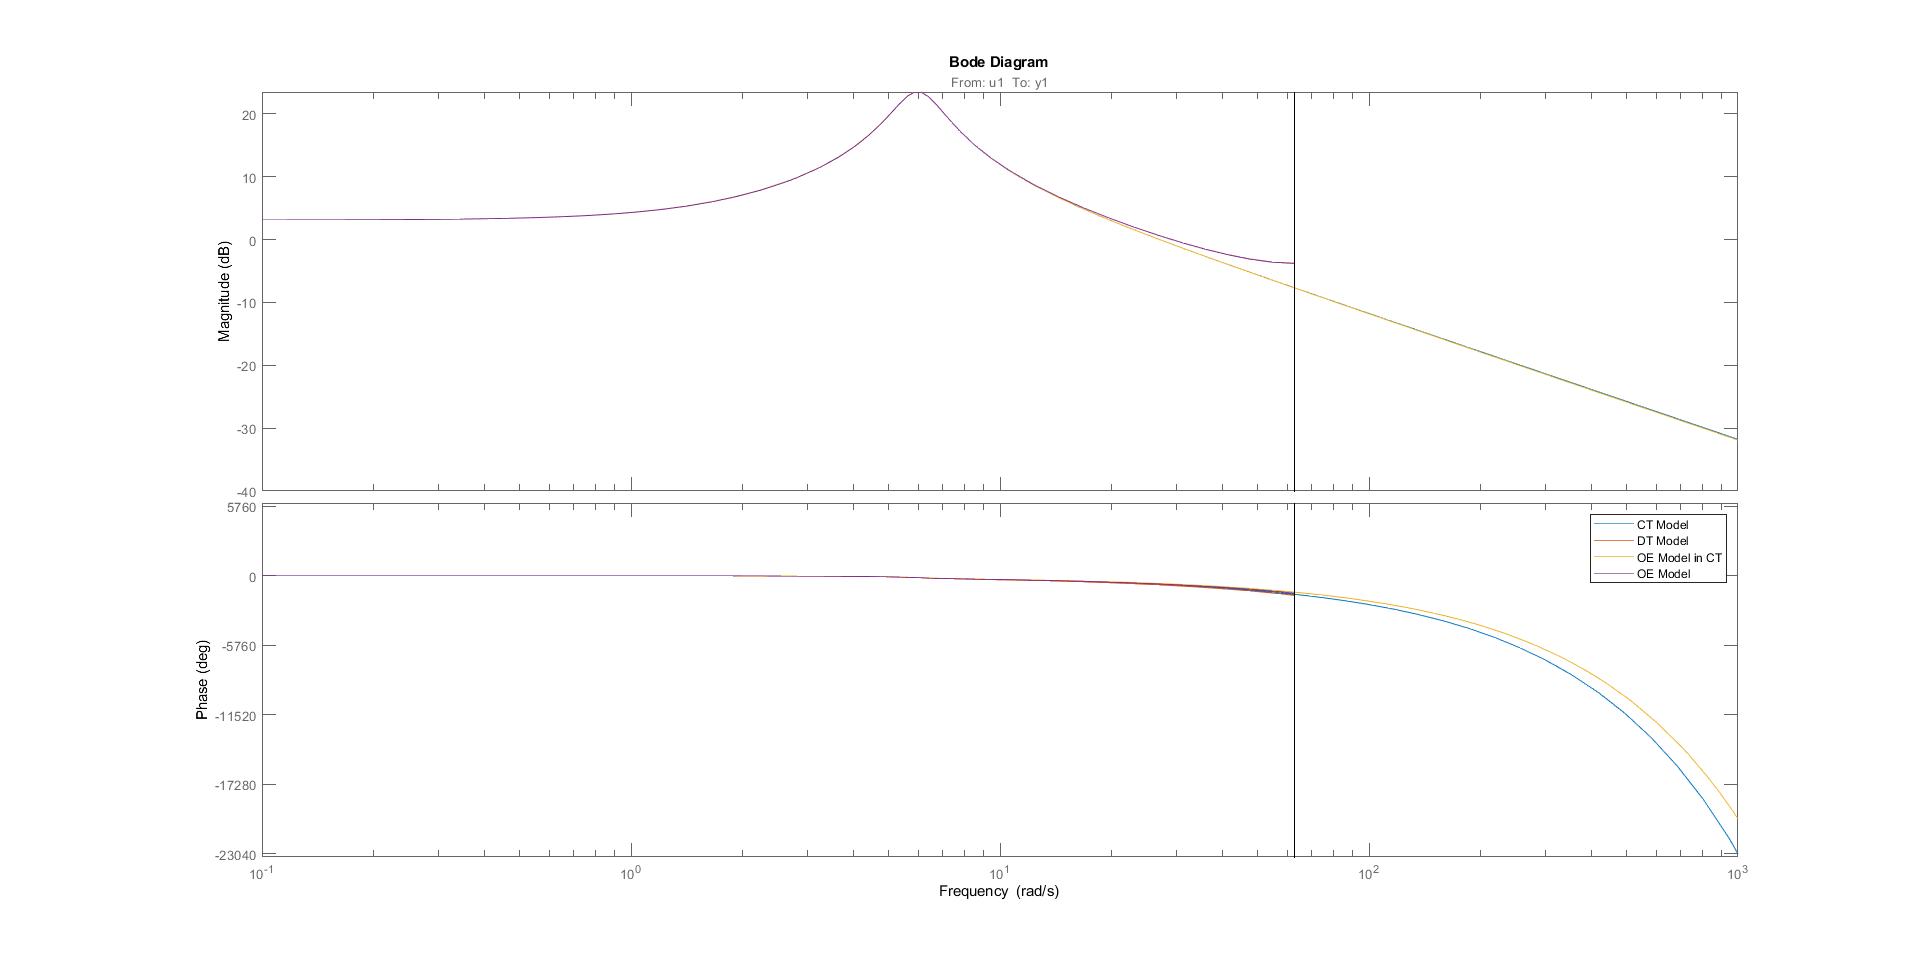 Bode Diagram
From: u1 To: y1
Magnitude (dB)
20
10
0
-10
-20
-30
-40
Phase (deg)
5760
0
-5760
-11520
-17280
-23040
CT Model
DT Model
OE Model in CT
OE Model
10^-1 10^0 10^1 10^2 10^3
Frequency (rad/s)